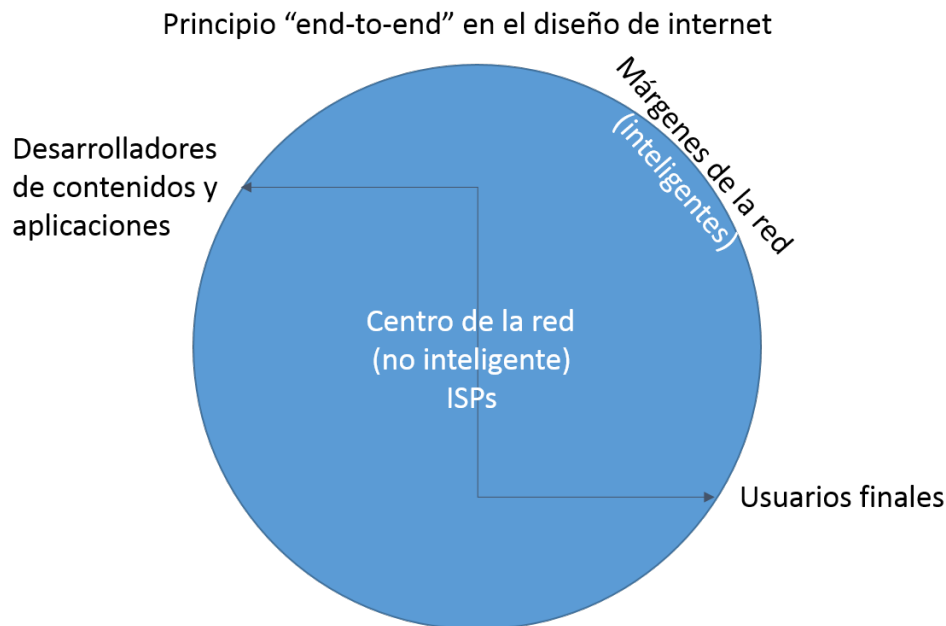 Principio “end-to-end” en el diseño de internet
Márgenes de la red
(inteligentes)
Desarrolladores
de contenidos y
aplicaciones
Centro de la red
(no inteligente)
ISPs
Usuarios finales